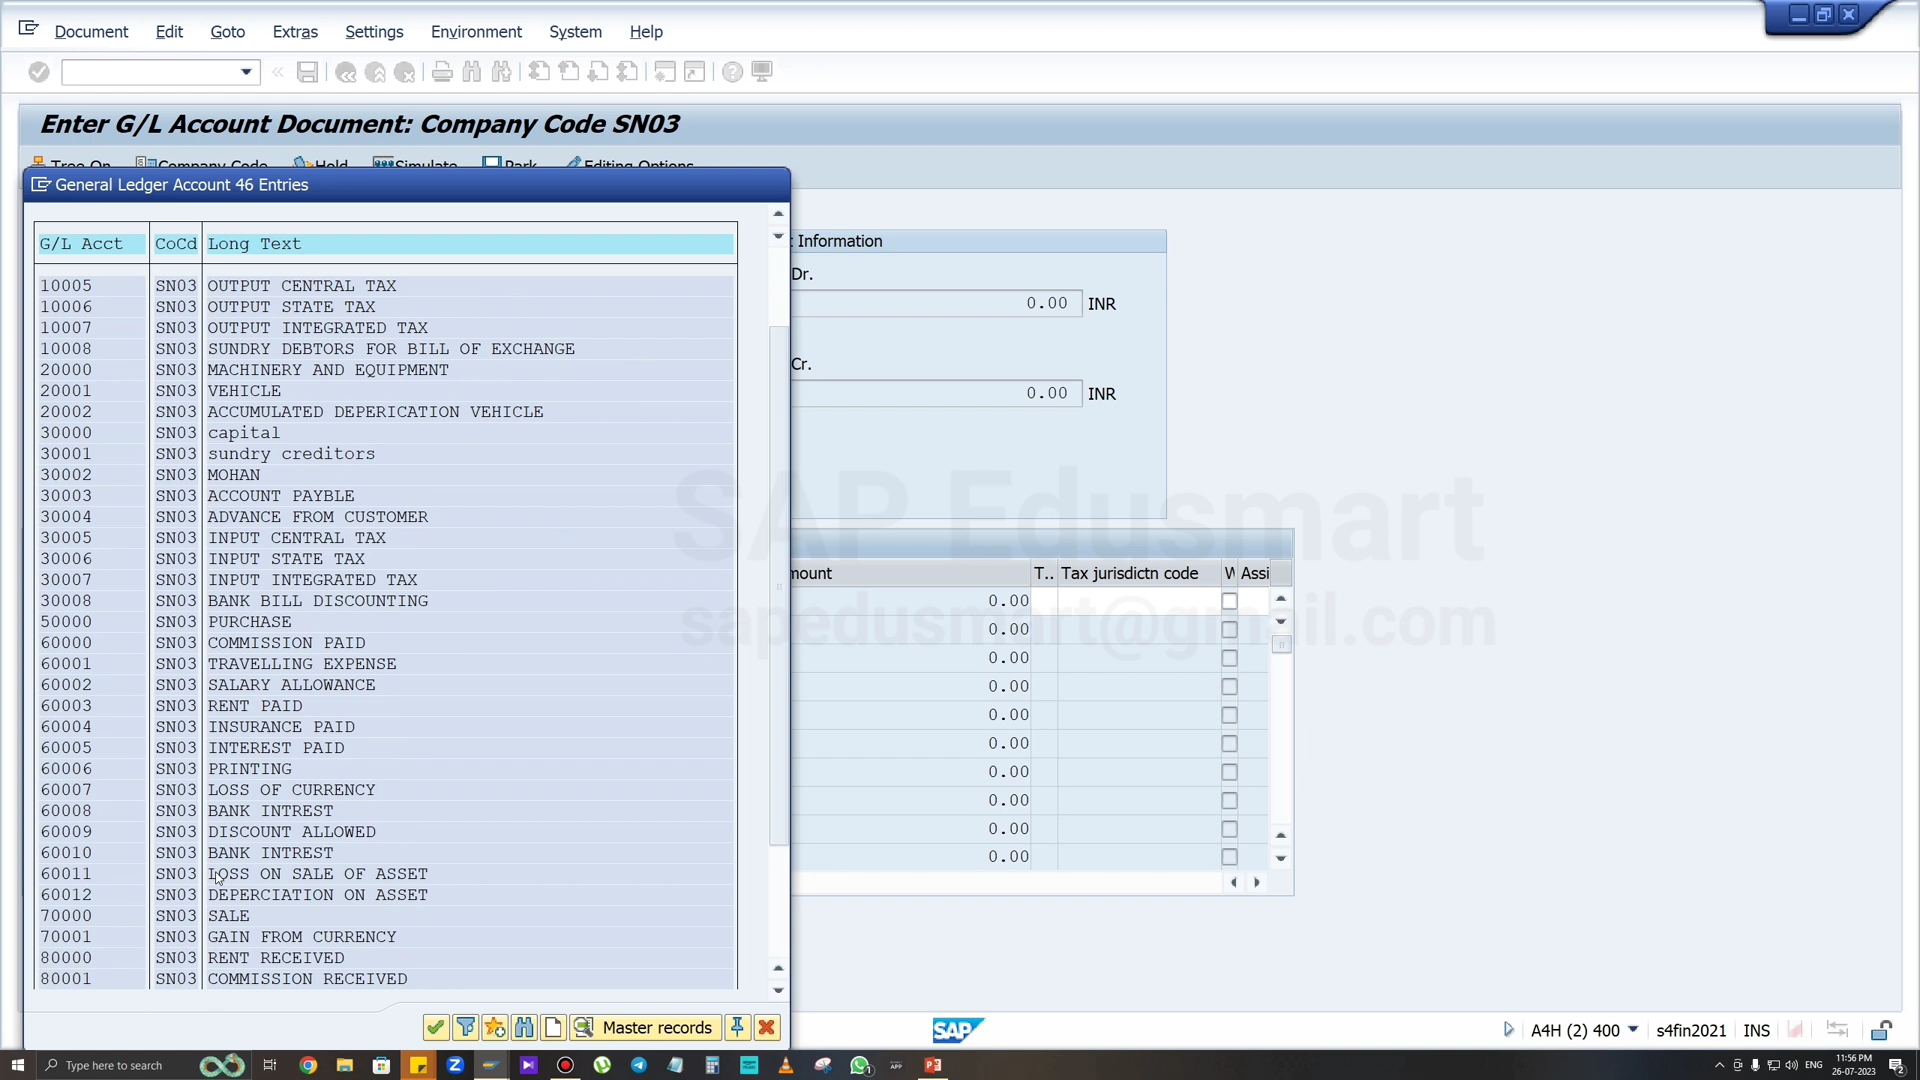 Document Edit Goto Extras Settings Environment System Help
Enter G/L Account Document: Company Code SN03
Tree On Company Code Hold Simulate Park Editing Options
General Ledger Account 46 Entries
G/L Acct CoCd Long Text
10005 SN03 OUTPUT CENTRAL TAX
10006 SN03 OUTPUT STATE TAX
10007 SN03 OUTPUT INTEGRATED TAX
10008 SN03 SUNDRY DEBTORS FOR BILL OF EXCHANGE
20000 SN03 MACHINERY AND EQUIPMENT
20001 SN03 VEHICLE
20002 SN03 ACCUMULATED DEPERICATION VEHICLE
30000 SN03 capital
30001 SN03 sundry creditors
30002 SN03 MOHAN
30003 SN03 ACCOUNT PAYBLE
30004 SN03 ADVANCE FROM CUSTOMER
30005 SN03 INPUT CENTRAL TAX
30006 SN03 INPUT STATE TAX
30007 SN03 INPUT INTEGRATED TAX
30008 SN03 BANK BILL DISCOUNTING
50000 SN03 PURCHASE
60000 SN03 COMMISSION PAID
60001 SN03 TRAVELLING EXPENSE
60002 SN03 SALARY ALLOWANCE
60003 SN03 RENT PAID
60004 SN03 INSURANCE PAID
60005 SN03 INTEREST PAID
60006 SN03 PRINTING
60007 SN03 LOSS OF CURRENCY
60008 SN03 BANK INTREST
60009 SN03 DISCOUNT ALLOWED
60010 SN03 BANK INTREST
60011 SN03 LOSS ON SALE OF ASSET
60012 SN03 DEPERCIATION ON ASSET
70000 SN03 SALE
70001 SN03 GAIN FROM CURRENCY
80000 SN03 RENT RECEIVED
80001 SN03 COMMISSION RECEIVED
Master records
Information
Dr.
0.00 INR
Cr.
0.00 INR
SAP Edusmart
sapedusmart@gmail.com
mount T.. Tax jurisdictn code W Assi
0.00
0.00
0.00
0.00
0.00
0.00
0.00
0.00
0.00
0.00
SAP
A4H (2) 400 s4fin2021 INS
Type here to search
ENG
11:56 PM
26-07-2023